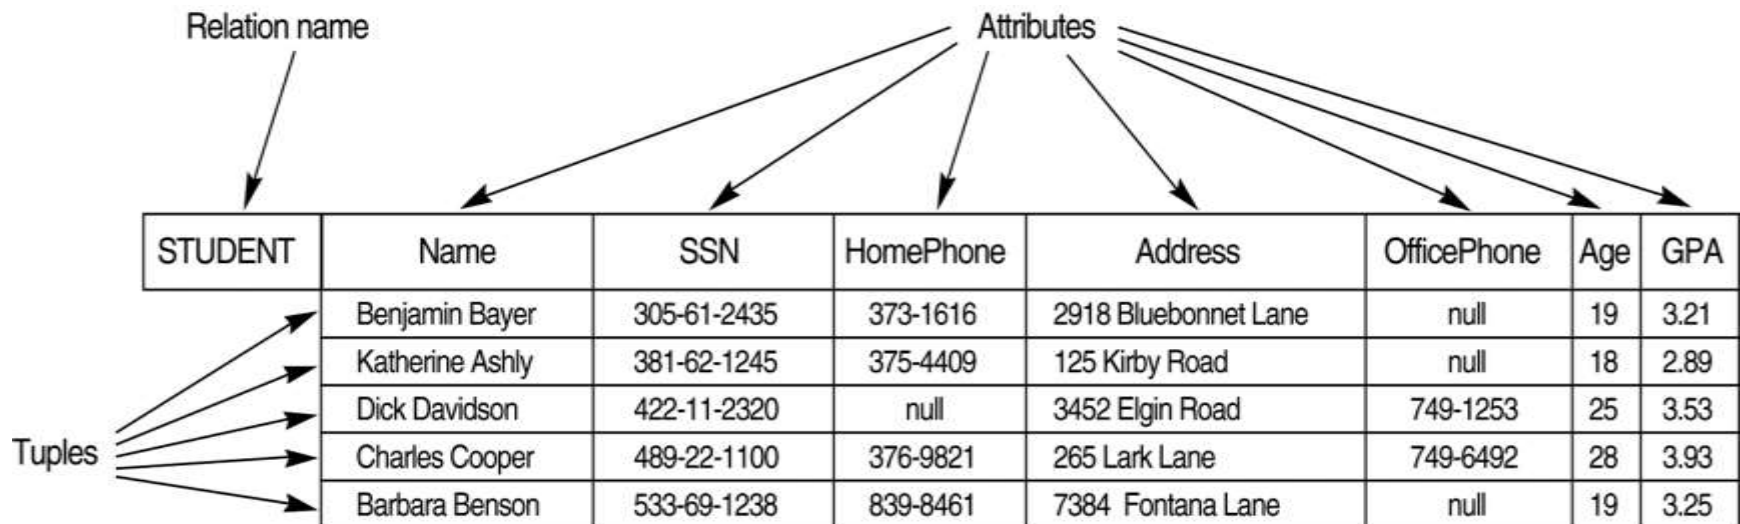 Relation name Attributes
STUDENT Name SSN HomePhone Address OfficePhone Age GPA
Benjamin Bayer 305-61-2435 373-1616 2918 Bluebonnet Lane null 19 3.21
Katherine Ashly 381-62-1245 375-4409 125 Kirby Road null 18 2.89
Dick Davidson 422-11-2320 null 3452 Elgin Road 749-1253 25 3.53
Tuples Charles Cooper 489-22-1100 376-9821 265 Lark Lane 749-6492 28 3.93
Barbara Benson 533-69-1238 839-8461 7384 Fontana Lane null 19 3.25